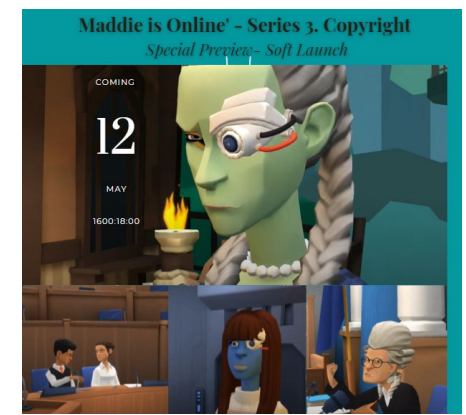 Maddie is Online' - Series 3. Copyright
Special Preview- Soft Launch
COMING
12
MAY
1600:18:00